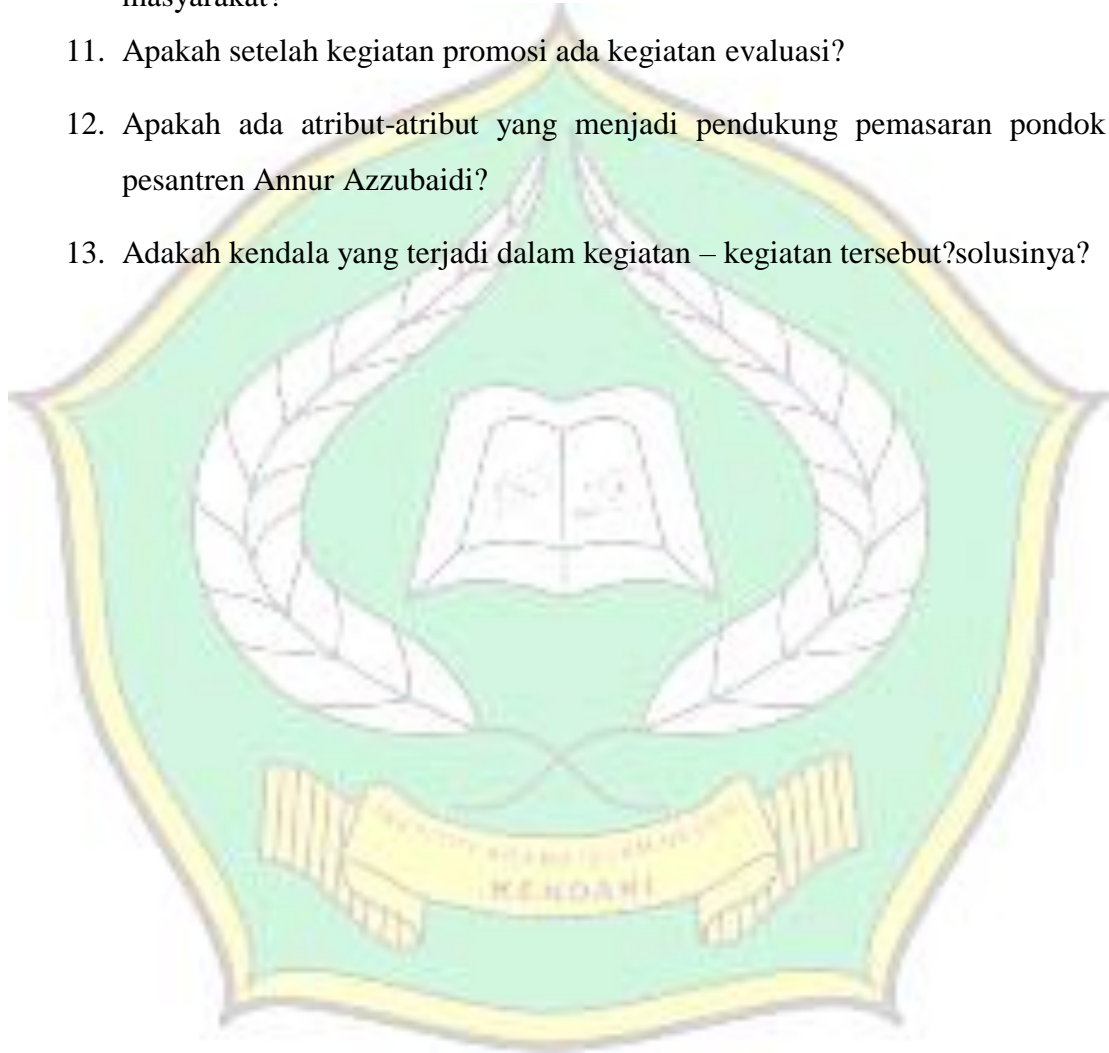 masyarakat?
11. Apakah setelah kegiatan promosi ada kegiatan evaluasi?
12. Apakah ada atribut-atribut yang menjadi pendukung pemasaran pondok
pesantren Annur Azzubaidi?
13. Adakah kendala yang terjadi dalam kegiatan – kegiatan tersebut?solusinya?
KENDARI